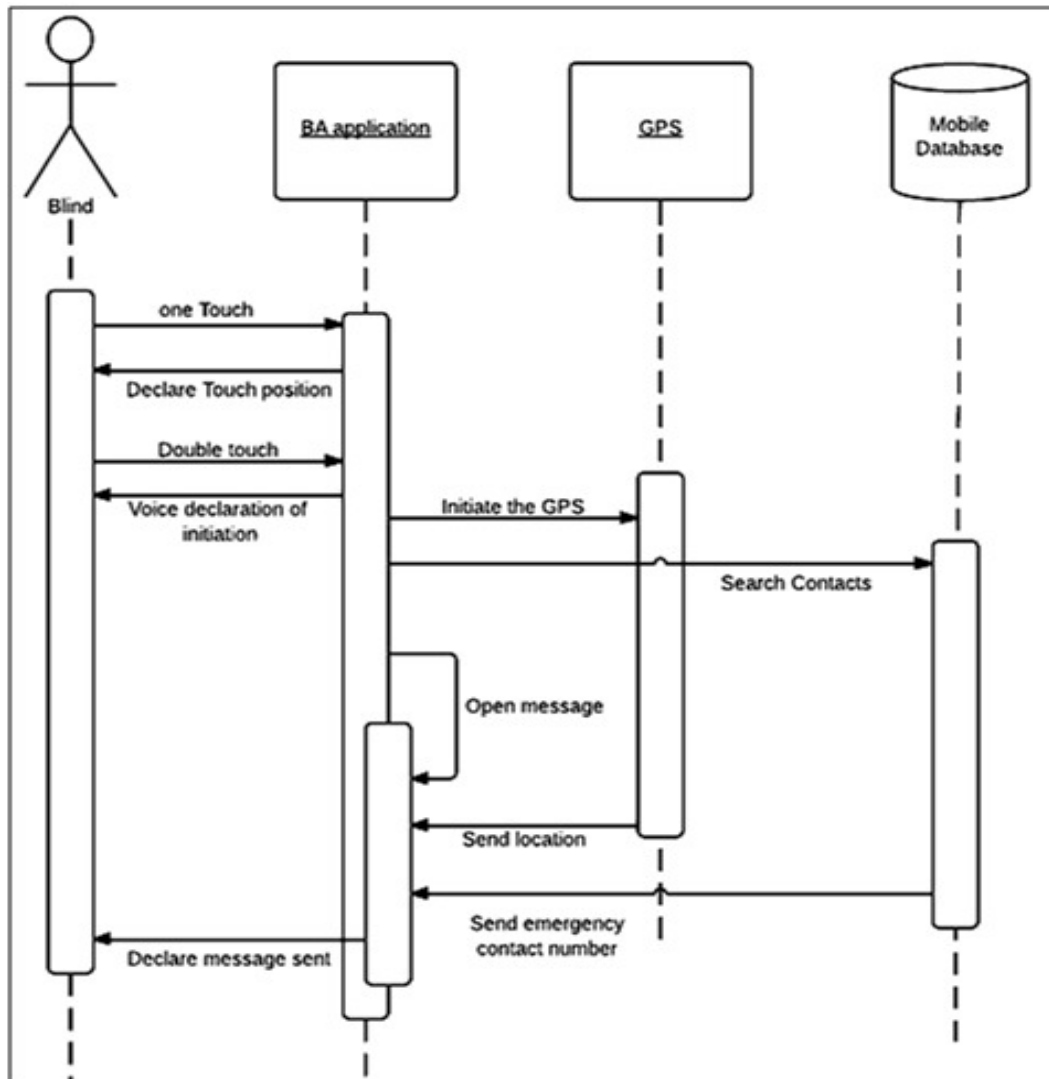 BA application
GPS
Mobile
Database
Blind
one Touch
Declare Touch position
Double touch
Voice declaration of
initiation
Initiate the GPS
Search Contacts
Open message
Send location
Send emergency
contact number
Declare message sent